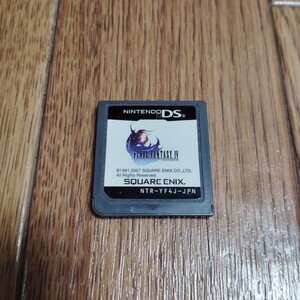 NINTENDO DS
FINAL FANTASY IV
©1991,2007 SQUARE ENIX CO.,LTD.
All Rights Reserved.
SQUARE ENIX.
NTR-YF4J-JPN